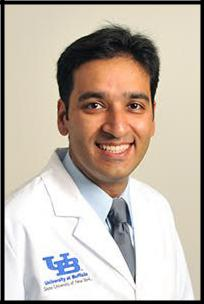 UB
University at Buffalo
State University of New York